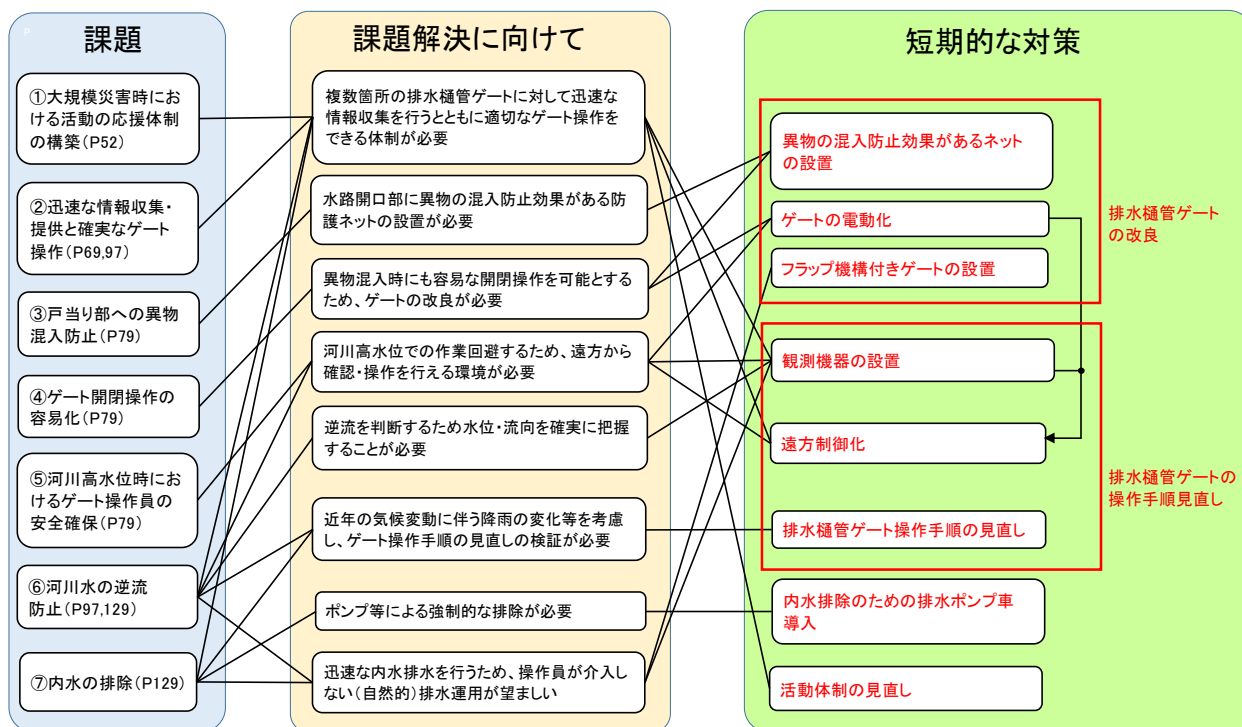 課題
①大規模災害時にお
ける活動の応援体制
の構築(P52)
②迅速な情報収集・
提供と確実なゲート
操作(P69,97)
③戸当り部への異物
混入防止(P79)
④ゲート開閉操作の
容易化(P79)
⑤河川高水位時にお
けるゲート操作員の
安全確保(P79)
⑥河川水の逆流
防止(P97,129)
⑦内水の排除(P129)
課題解決に向けて
複数箇所の排水樋管ゲートに対して迅速な
情報収集を行うとともに適切なゲート操作を
できる体制が必要
水路開口部に異物の混入防止効果がある防
護ネットの設置が必要
異物混入時にも容易な開閉操作を可能とする
ため、ゲートの改良が必要
河川高水位での作業回避するため、遠方から
確認・操作を行える環境が必要
逆流を判断するため水位・流向を確実に把握
することが必要
近年の気候変動に伴う降雨の変化等を考慮
し、ゲート操作手順の見直しの検証が必要
ポンプ等による強制的な排除が必要
迅速な内水排水を行うため、操作員が介入し
ない(自然的)排水運用が望ましい
短期的な対策
異物の混入防止効果があるネット
の設置
ゲートの電動化
フラップ機構付きゲートの設置
排水樋管ゲート
の改良
観測機器の設置
遠方制御化
排水樋管ゲート操作手順の見直し
排水樋管ゲートの
操作手順見直し
内水排除のための排水ポンプ車
導入
活動体制の見直し